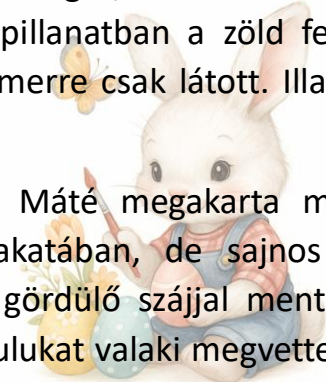 pillanatban a zöld fe
merre csak látott. Illa
Máté megakarta m
akatában, de sajnos
gördülő szájjal ment
ulukat valaki megvette